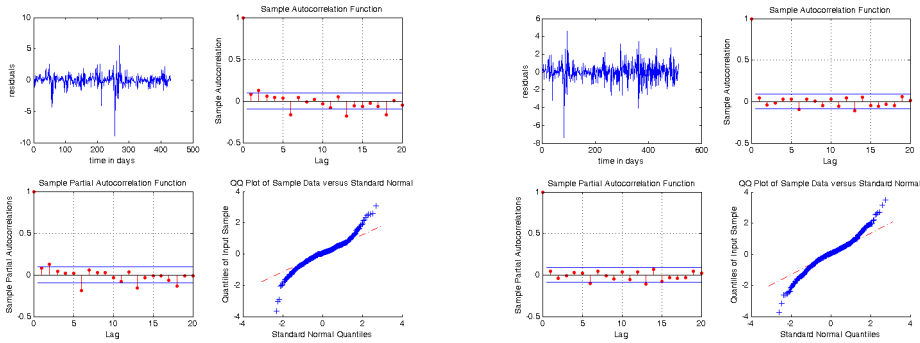 Sample Autocorrelation Function
10
5
0
-5
-10
residuals
0 100 200 300 400 500
time in days
1
0.5
0
-0.5
Sample Autocorrelation
0 5 10 15 20
Lag
Sample Partial Autocorrelation Function
1
0.5
0
-0.5
Sample Partial Autocorrelations
0 5 10 15 20
Lag
QQ Plot of Sample Data versus Standard Normal
4
2
0
-2
-4
Quantiles of Input Sample
-4 -2 0 2 4
Standard Normal Quantiles
Sample Autocorrelation Function
6
4
2
0
-2
-4
-6
-8
residuals
0 100 200 300 400 500 600
time in days
1
0.5
0
-0.5
Sample Autocorrelation
0 5 10 15 20
Lag
Sample Partial Autocorrelation Function
1
0.5
0
-0.5
Sample Partial Autocorrelations
0 5 10 15 20
Lag
QQ Plot of Sample Data versus Standard Normal
4
2
0
-2
-4
Quantiles of Input Sample
-4 -2 0 2 4
Standard Normal Quantiles